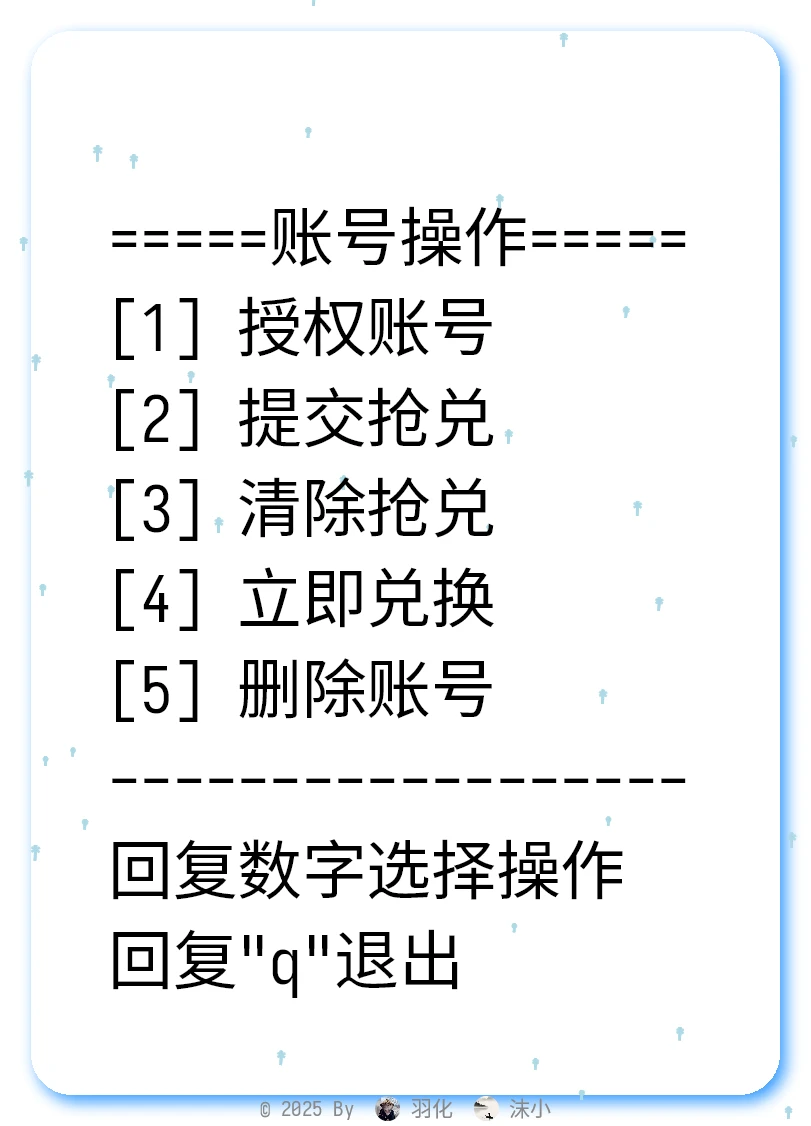 =====账号操作=====
[1] 授权账号
[2] 提交抢兑
[3] 清除抢兑
[4] 立即兑换
[5] 删除账号
------------------
回复数字选择操作
回复"q"退出
© 2025 By 羽化 沫小